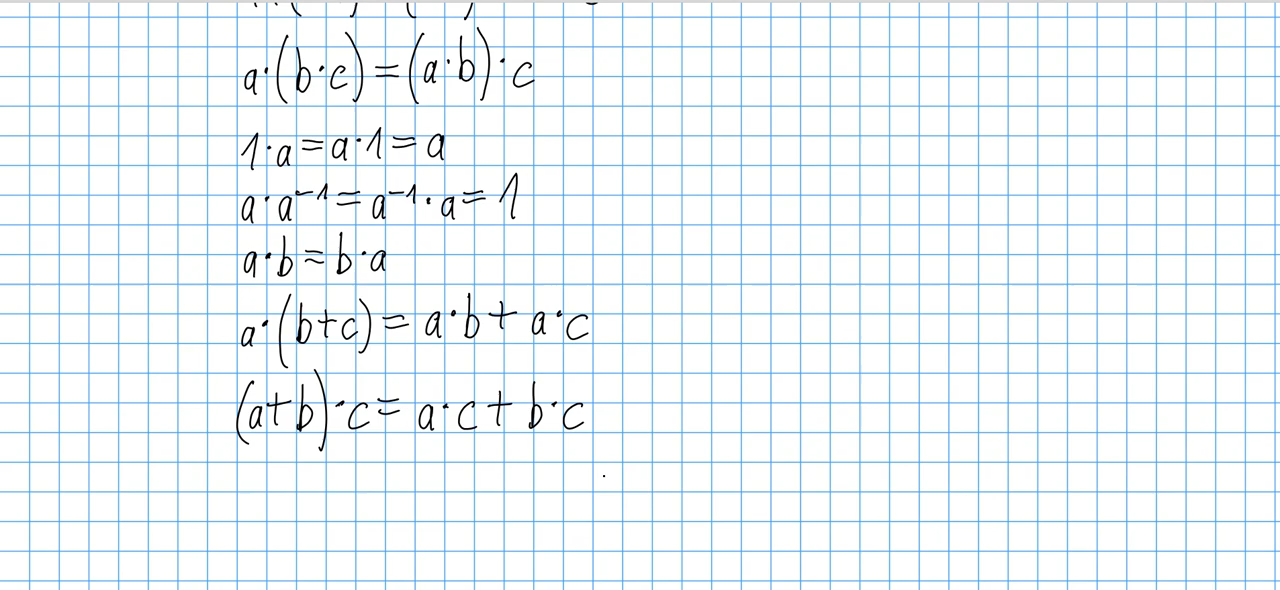 a·(b·c)=(a·b)·c
1·a=a·1=a
a·a⁻¹=a⁻¹·a=1
a·b=b·a
a·(b+c)=a·b+a·c
(a+b)·c=a·c+b·c